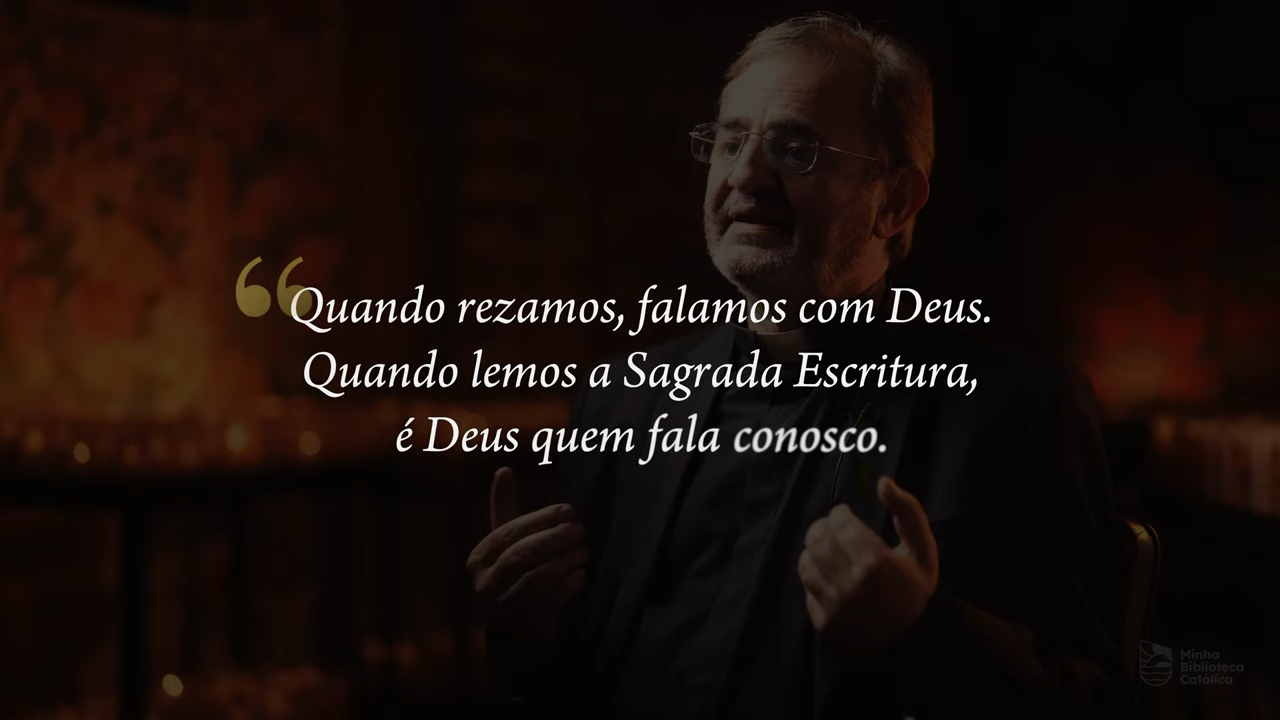 “Quando rezamos, falamos com Deus.
Quando lemos a Sagrada Escritura,
é Deus quem fala conosco.
Minha
Biblioteca
Católica